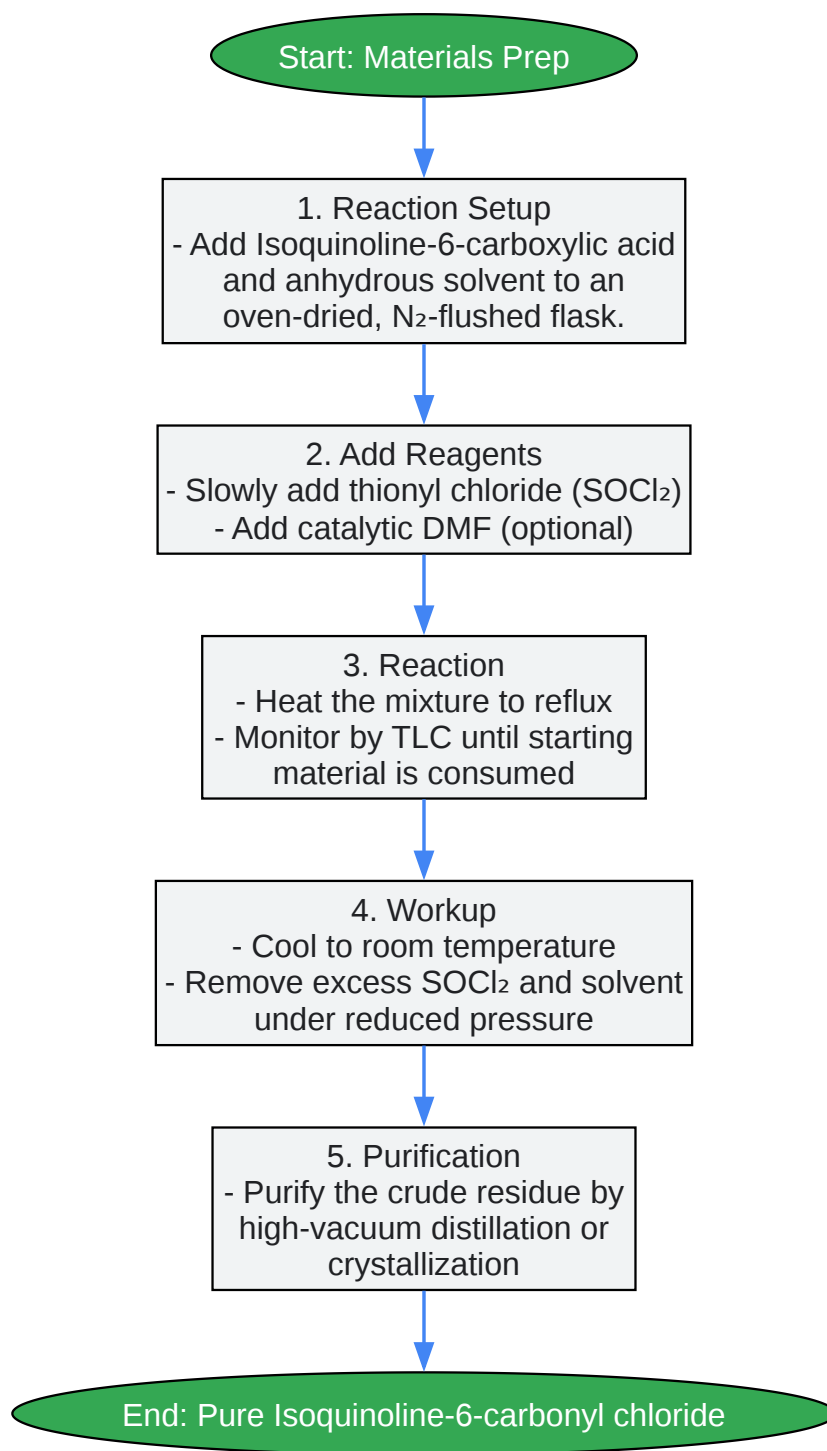 Start: Materials Prep
1. Reaction Setup
- Add Isoquinoline-6-carboxylic acid
and anhydrous solvent to an
oven-dried, N₂-flushed flask.
2. Add Reagents
- Slowly add thionyl chloride (SOCl₂)
- Add catalytic DMF (optional)
3. Reaction
- Heat the mixture to reflux
- Monitor by TLC until starting
material is consumed
4. Workup
- Cool to room temperature
- Remove excess SOCl₂ and solvent
under reduced pressure
5. Purification
- Purify the crude residue by
high-vacuum distillation or
crystallization
End: Pure Isoquinoline-6-carbonyl chloride